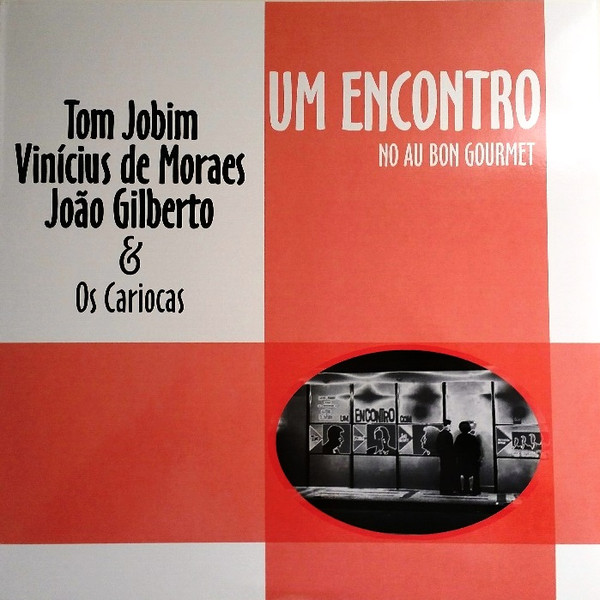 Tom Jobim
Vinícius de Moraes
João Gilberto
&
Os Cariocas
UM ENCONTRO
NO AU BON GOURMET
UM ENCONTRO COM